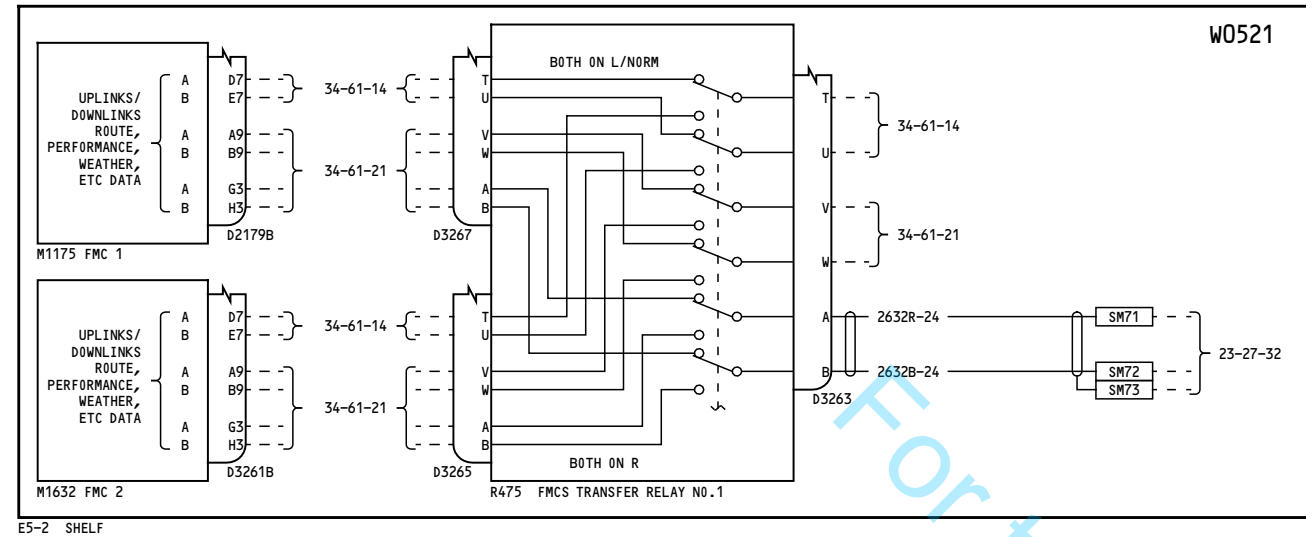 W0521
BOTH ON L/NORM
UPLINKS/
DOWNLINKS
ROUTE,
PERFORMANCE,
WEATHER,
ETC DATA
A D7
B E7
A A9
B B9
A G3
B H3
D2179B
M1175 FMC 1
34-61-14
34-61-21
T
U
V
W
A
B
D3267
UPLINKS/
DOWNLINKS
ROUTE,
PERFORMANCE,
WEATHER,
ETC DATA
A D7
B E7
A A9
B B9
A G3
B H3
D3261B
M1632 FMC 2
34-61-14
34-61-21
T
U
V
W
A
B
D3265
BOTH ON R
R475 FMCS TRANSFER RELAY NO.1
T
U
34-61-14
V
W
34-61-21
A 2632R-24 SM71
B 2632B-24 SM72
SM73
23-27-32
D3263
E5-2 SHELF
For